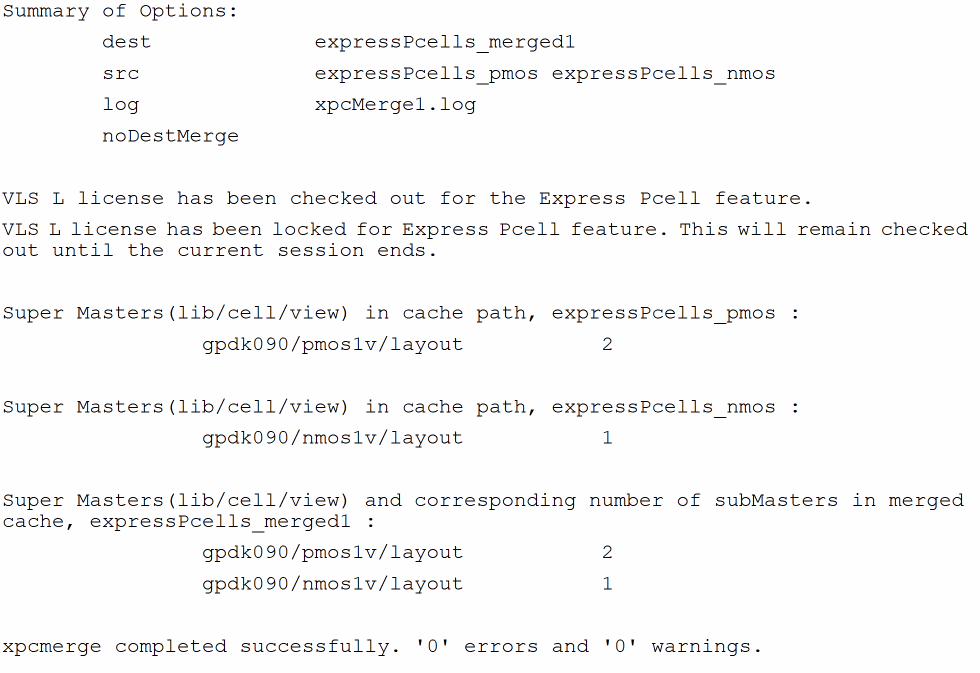 Summary of Options:
dest expressPcells_merged1
src expressPcells_pmos expressPcells_nmos
log xpcMerge1.log
noDestMerge
VLS L license has been checked out for the Express Pcell feature.
VLS L license has been locked for Express Pcell feature. This will remain checked
out until the current session ends.
Super Masters(lib/cell/view) in cache path, expressPcells_pmos :
gpdk090/pmos1v/layout 2
Super Masters(lib/cell/view) in cache path, expressPcells_nmos :
gpdk090/nmos1v/layout 1
Super Masters(lib/cell/view) and corresponding number of subMasters in merged
cache, expressPcells_merged1 :
gpdk090/pmos1v/layout 2
gpdk090/nmos1v/layout 1
xpcmerge completed successfully. '0' errors and '0' warnings.